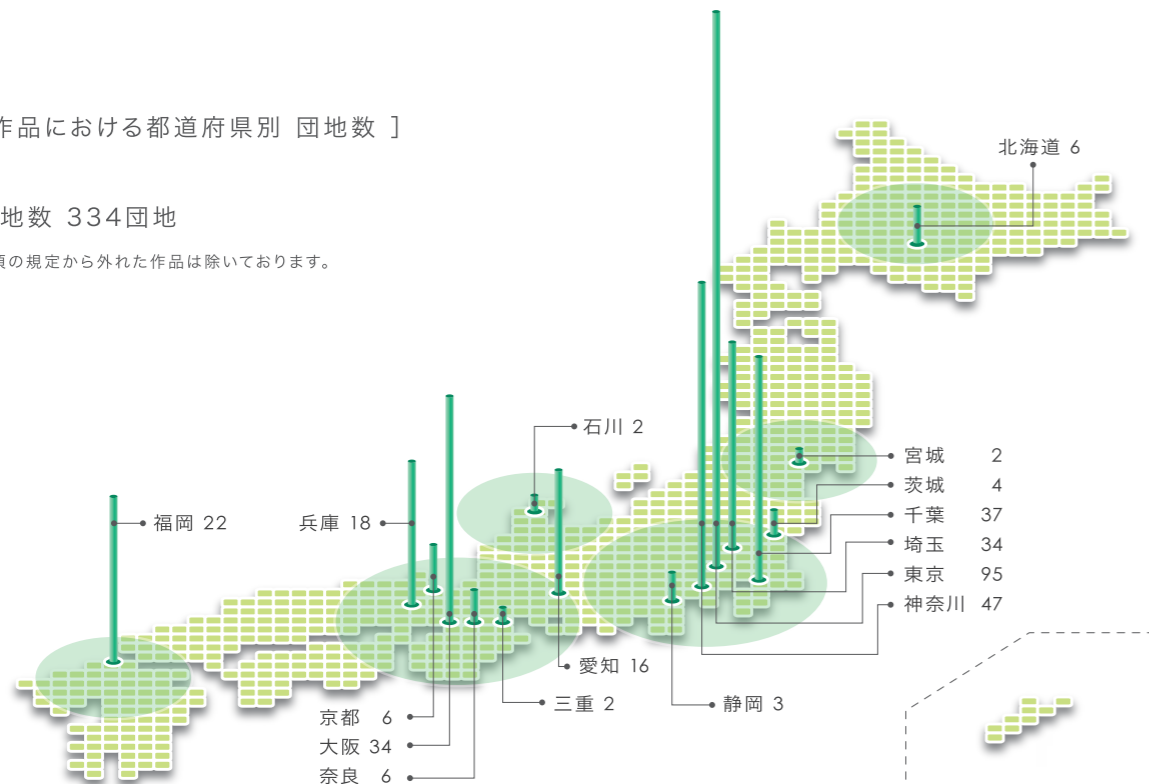 作品における都道府県別 団地数 ]
地数 334団地
の規定から外れた作品は除いております。
北海道 6
石川 2
宮城 2
茨城 4
千葉 37
埼玉 34
東京 95
神奈川 47
福岡 22
兵庫 18
愛知 16
三重 2
静岡 3
京都 6
大阪 34
奈良 6